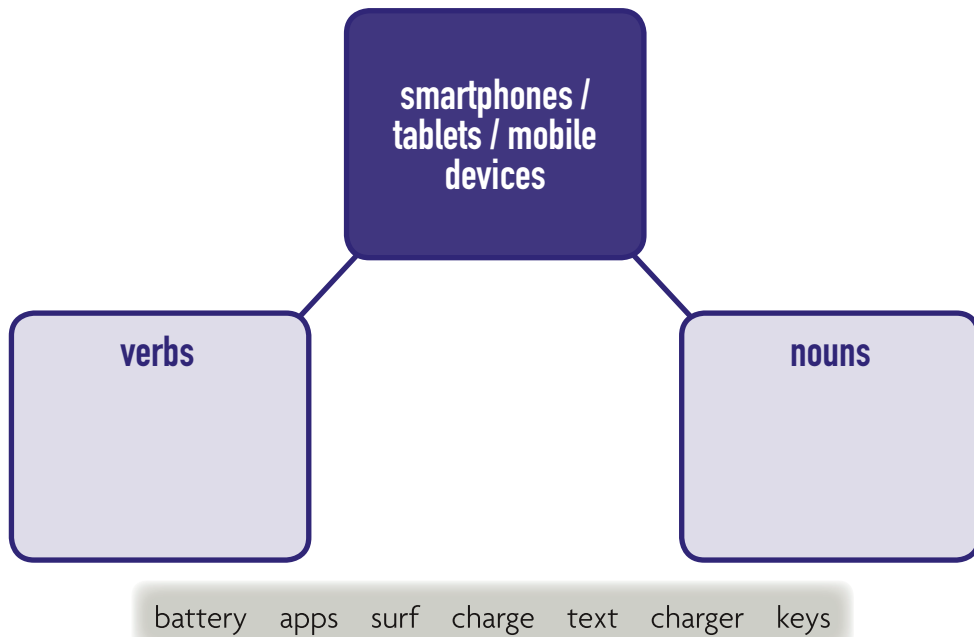 smartphones /
tablets / mobile
devices
verbs
nouns
battery apps surf charge text charger keys